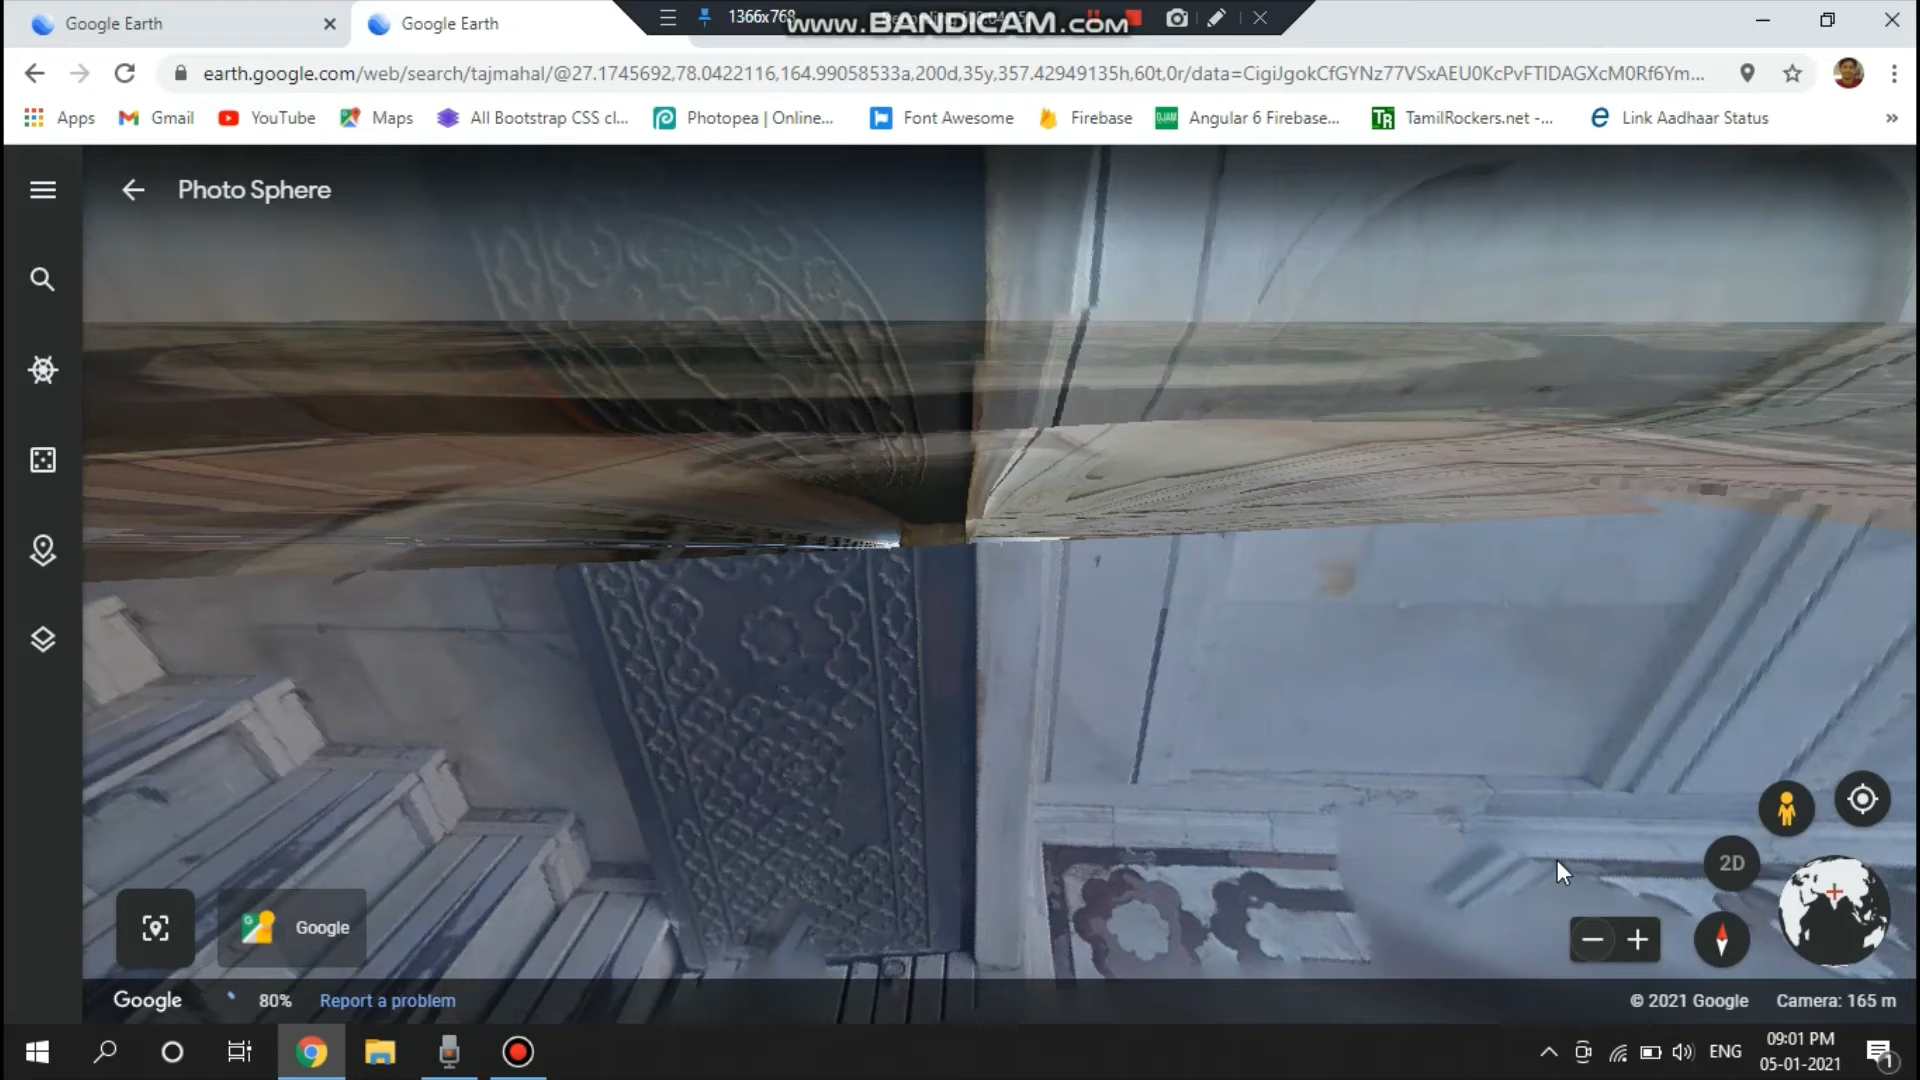 Google Earth
Google Earth
1366x768
www.BANDICAM.com
earth.google.com/web/search/tajmahal/@27.1745692,78.0422116,164.99058533a,200d,35y,357.42949135h,60t,0r/data=CigiJgokCfGYNz77VSxAEU0KcPvFTlDAGXcM0Rf6Ym...
Apps
Gmail
YouTube
Maps
All Bootstrap CSS cl...
Photopea | Online...
Font Awesome
Firebase
Angular 6 Firebase...
TamilRockers.net -...
Link Aadhaar Status
»
Photo Sphere
2D
Google
Google
80%
Report a problem
© 2021 Google
Camera: 165 m
ENG
09:01 PM
05-01-2021
1